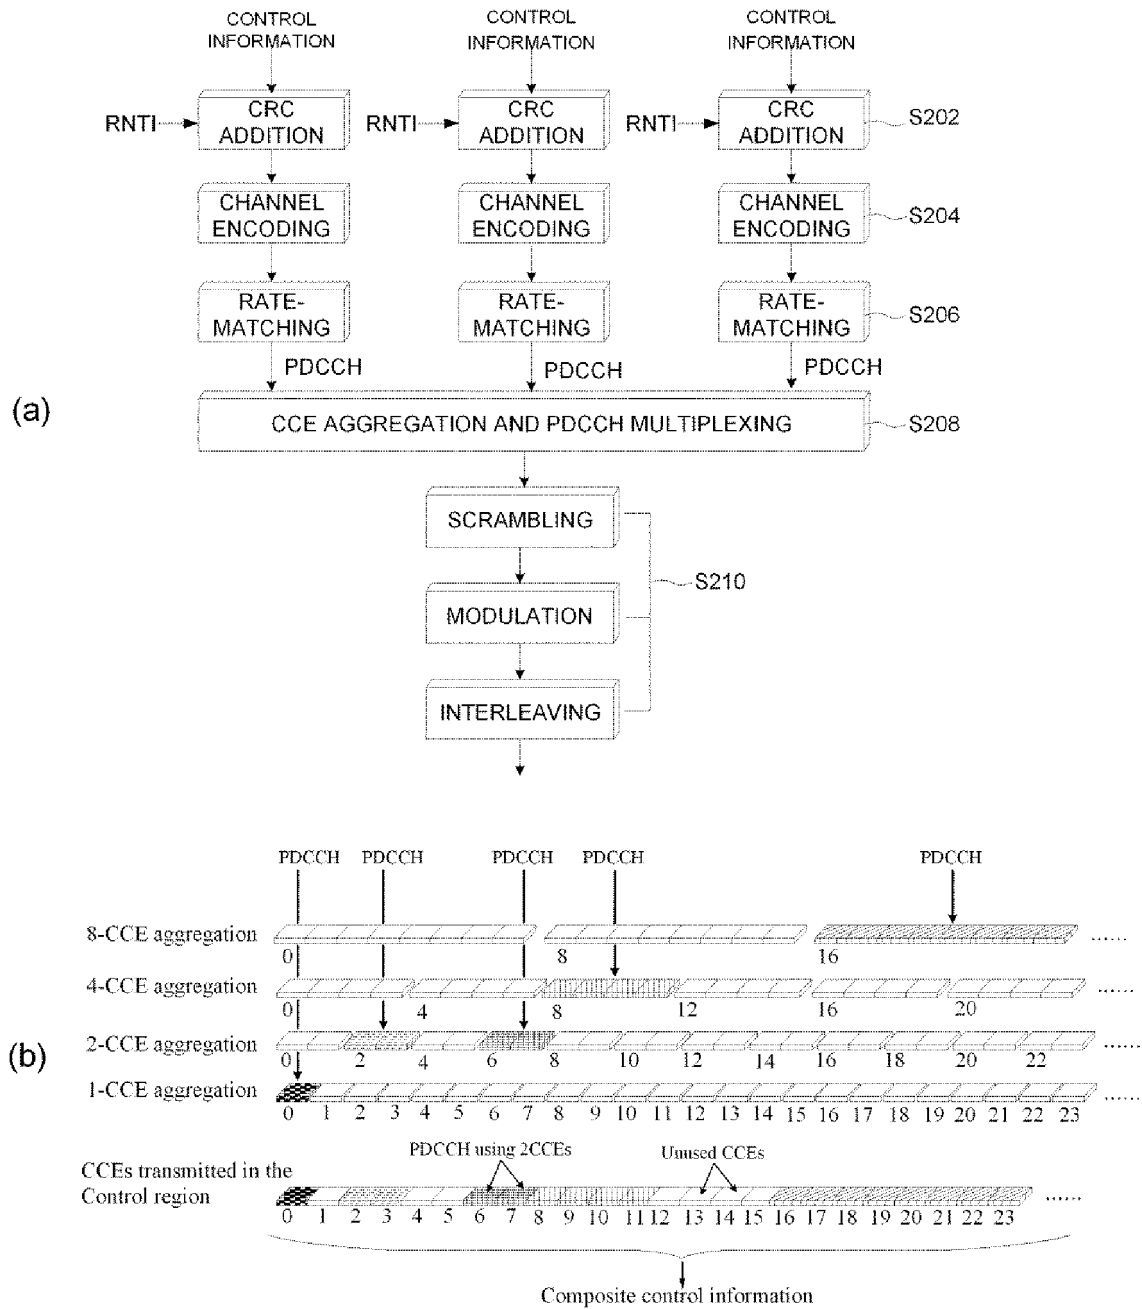 CONTROL INFORMATION
CONTROL INFORMATION
CONTROL INFORMATION
RNTI
CRC ADDITION
RNTI
CRC ADDITION
RNTI
CRC ADDITION
S202
CHANNEL ENCODING
CHANNEL ENCODING
CHANNEL ENCODING
S204
RATE-MATCHING
RATE-MATCHING
RATE-MATCHING
S206
PDCCH
PDCCH
PDCCH
(a)
CCE AGGREGATION AND PDCCH MULTIPLEXING
S208
SCRAMBLING
S210
MODULATION
INTERLEAVING
PDCCH PDCCH PDCCH PDCCH PDCCH
8-CCE aggregation ......
0 8 16
4-CCE aggregation ......
0 4 8 12 16 20
(b)
2-CCE aggregation ......
0 2 4 6 8 10 12 14 16 18 20 22
1-CCE aggregation ......
0 1 2 3 4 5 6 7 8 9 10 11 12 13 14 15 16 17 18 19 20 21 22 23
PDCCH using 2CCEs
Unused CCEs
CCEs transmitted in the
Control region ......
0 1 2 3 4 5 6 7 8 9 10 11 12 13 14 15 16 17 18 19 20 21 22 23
Composite control information